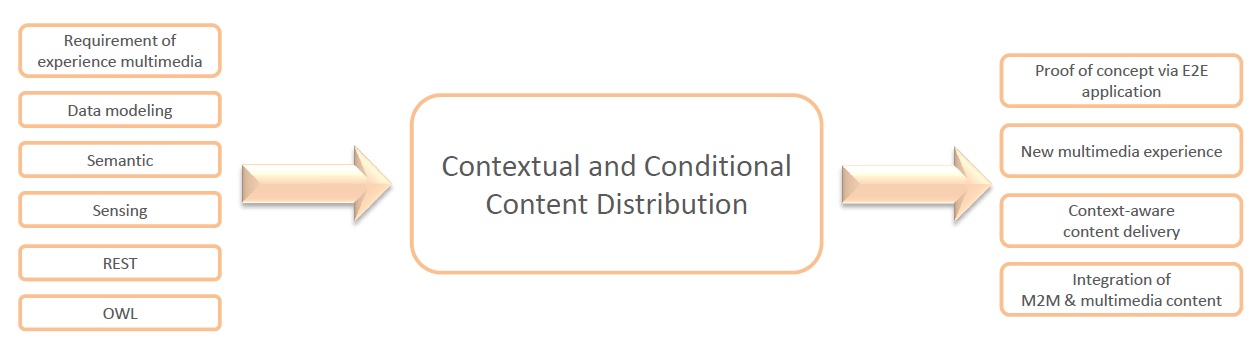 Requirement of
experience multimedia
Data modeling
Semantic
Sensing
REST
OWL
Contextual and Conditional
Content Distribution
Proof of concept via E2E
application
New multimedia experience
Context-aware
content delivery
Integration of
M2M & multimedia content